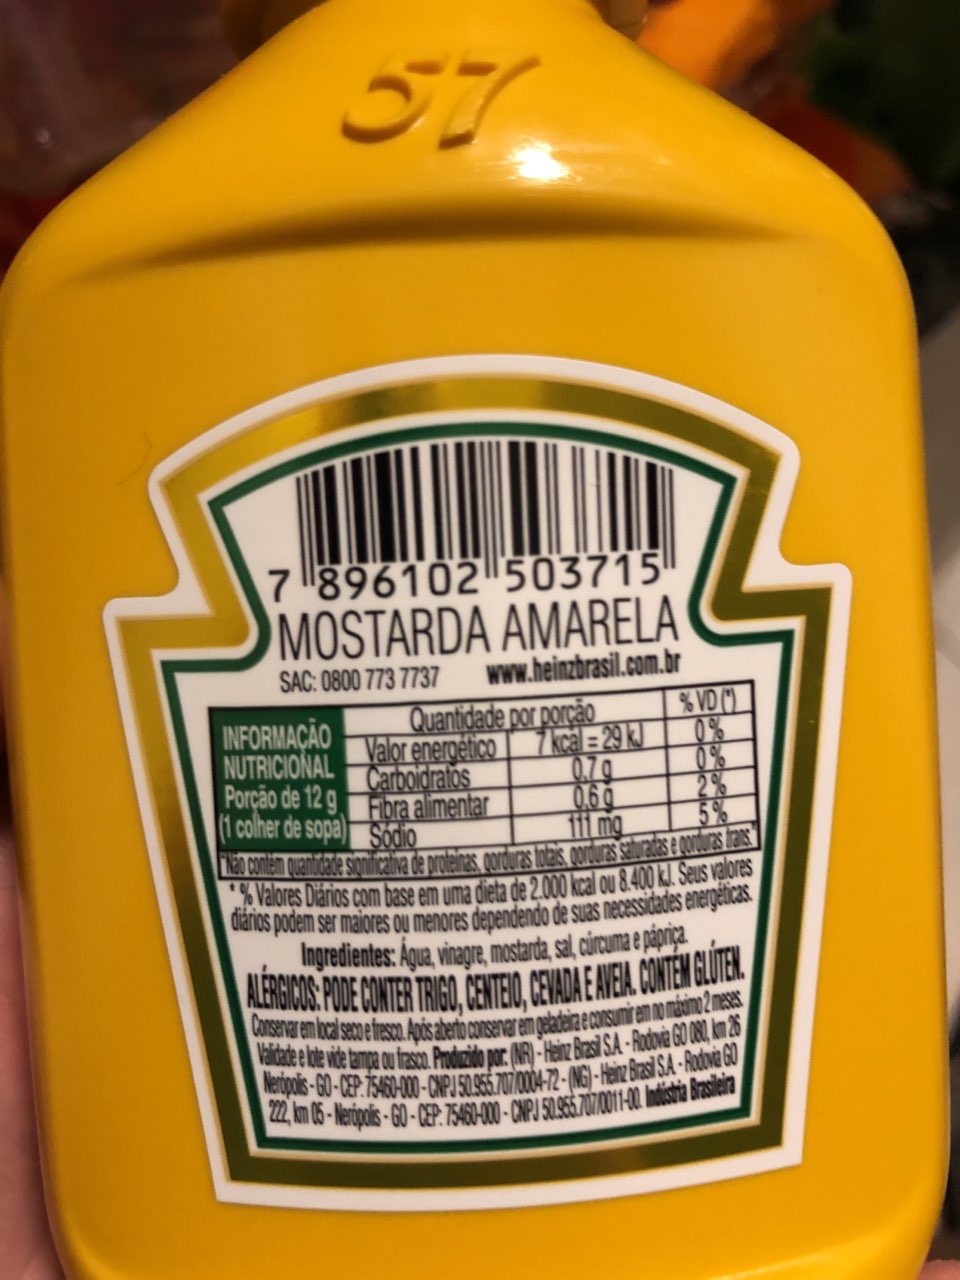 57
7 896102 503715
MOSTARDA AMARELA
SAC: 0800 773 7737 www.heinzbrasil.com.br
INFORMAÇÃO NUTRICIONAL Porção de 12 g (1 colher de sopa)
Quantidade por porção % VD (*)
Valor energético 7 kcal = 29 kJ 0 %
Carboidratos 0,7 g 0 %
Fibra alimentar 0,6 g 2 %
Sódio 111 mg 5 %
"Não contém quantidade significativa de proteínas, gorduras totais, gorduras saturadas e gorduras trans."
* % Valores Diários com base em uma dieta de 2.000 kcal ou 8.400 kJ. Seus valores
diários podem ser maiores ou menores dependendo de suas necessidades energéticas.
Ingredientes: Água, vinagre, mostarda, sal, cúrcuma e páprica.
ALÉRGICOS: PODE CONTER TRIGO, CENTEIO, CEVADA E AVEIA. CONTÉM GLÚTEN.
Conservar em local seco e fresco. Após aberto conservar em geladeira e consumir em no máximo 2 meses.
Validade e lote vide tampa ou frasco. Produzido por: (NR) - Heinz Brasil S.A. - Rodovia GO 080, km 26
Nerópolis - GO - CEP: 75460-000 - CNPJ 50.955.707/0004-72 - (NG) - Heinz Brasil S.A - Rodovia GO
222, km 05 - Nerópolis - GO - CEP: 75460-000 - CNPJ 50.955.707/0011-00. Indústria Brasileira